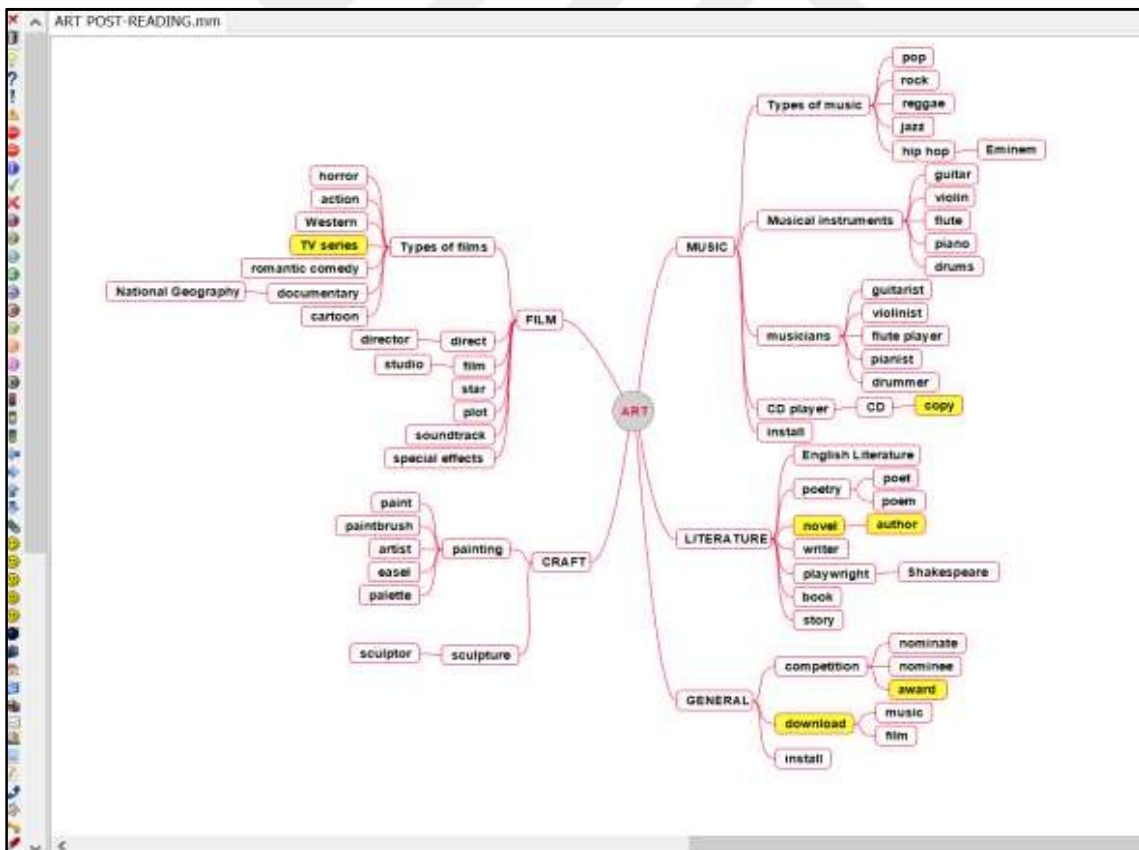 ART POST-READING.mm
ART
FILM
Types of films
horror
action
Western
TV series
romantic comedy
documentary
National Geography
cartoon
direct
director
film
studio
star
plot
soundtrack
special effects
CRAFT
painting
paint
paintbrush
artist
easel
palette
sculpture
sculptor
MUSIC
Types of music
pop
rock
reggae
jazz
hip hop
Eminem
Musical instruments
guitar
violin
flute
piano
drums
musicians
guitarist
violinist
flute player
pianist
drummer
CD player
CD
copy
install
LITERATURE
English Literature
poetry
poet
poem
novel
author
writer
playwright
Shakespeare
book
story
GENERAL
competition
nominate
nominee
award
download
music
film
install